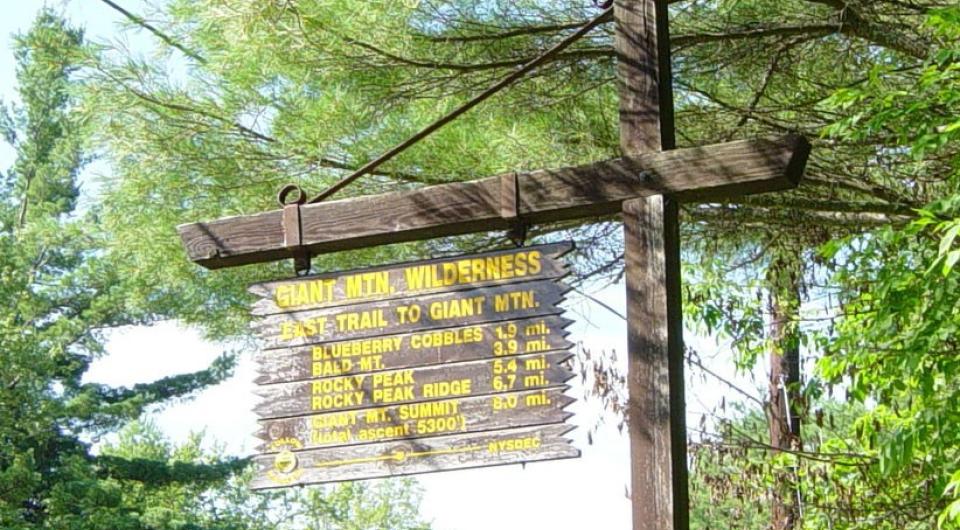 GIANT MTN. WILDERNESS
EAST TRAIL TO GIANT MTN.
BLUEBERRY COBBLES 1.9 mi.
BALD MT. 3.9 mi.
ROCKY PEAK 5.4 mi.
ROCKY PEAK RIDGE 6.7 mi.
GIANT MT. SUMMIT 8.0 mi.
(total ascent 5300')
NYSDEC